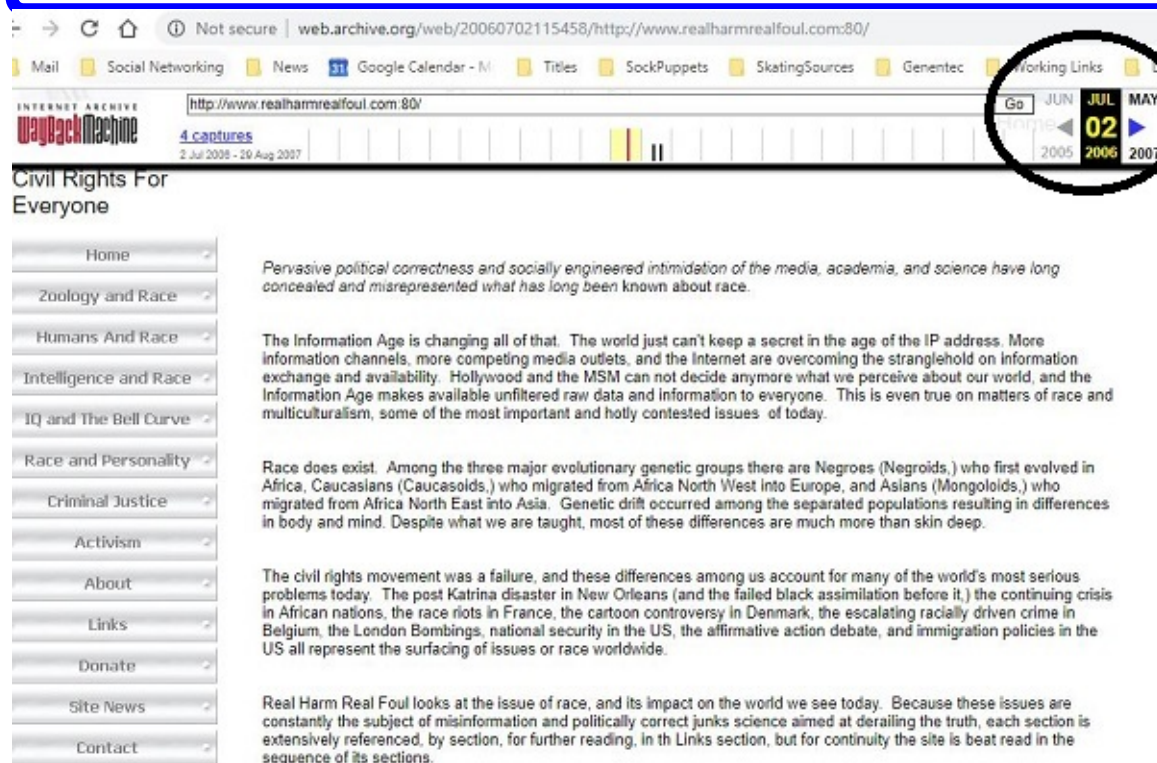 Not secure | web.archive.org/web/20060702115458/http://www.realharmrealfoul.com:80/
Mail Social Networking News 31 Google Calendar - M Titles SockPuppets SkatingSources Genentec Working Links
INTERNET ARCHIVE
WayBackMachine
http://www.realharmrealfoul.com:80/
Go
JUN JUL MAY
4 captures
02
2 Jul 2006 - 29 Aug 2007
2005 2006 2007
Home
Civil Rights For
Everyone
Home
Zoology and Race
Humans And Race
Intelligence and Race
IQ and The Bell Curve
Race and Personality
Criminal Justice
Activism
About
Links
Donate
Site News
Contact
Pervasive political correctness and socially engineered intimidation of the media, academia, and science have long
concealed and misrepresented what has long been known about race.
The Information Age is changing all of that. The world just can't keep a secret in the age of the IP address. More
information channels, more competing media outlets, and the Internet are overcoming the stranglehold on information
exchange and availability. Hollywood and the MSM can not decide anymore what we perceive about our world, and the
Information Age makes available unfiltered raw data and information to everyone. This is even true on matters of race and
multiculturalism, some of the most important and hotly contested issues of today.
Race does exist. Among the three major evolutionary genetic groups there are Negroes (Negroids,) who first evolved in
Africa, Caucasians (Caucasoids,) who migrated from Africa North West into Europe, and Asians (Mongoloids,) who
migrated from Africa North East into Asia. Genetic drift occurred among the separated populations resulting in differences
in body and mind. Despite what we are taught, most of these differences are much more than skin deep.
The civil rights movement was a failure, and these differences among us account for many of the world's most serious
problems today. The post Katrina disaster in New Orleans (and the failed black assimilation before it,) the continuing crisis
in African nations, the race riots in France, the cartoon controversy in Denmark, the escalating racially driven crime in
Belgium, the London Bombings, national security in the US, the affirmative action debate, and immigration policies in the
US all represent the surfacing of issues or race worldwide.
Real Harm Real Foul looks at the issue of race, and its impact on the world we see today. Because these issues are
constantly the subject of misinformation and politically correct junks science aimed at derailing the truth, each section is
extensively referenced, by section, for further reading, in th Links section, but for continuity the site is beat read in the
sequence of its sections.